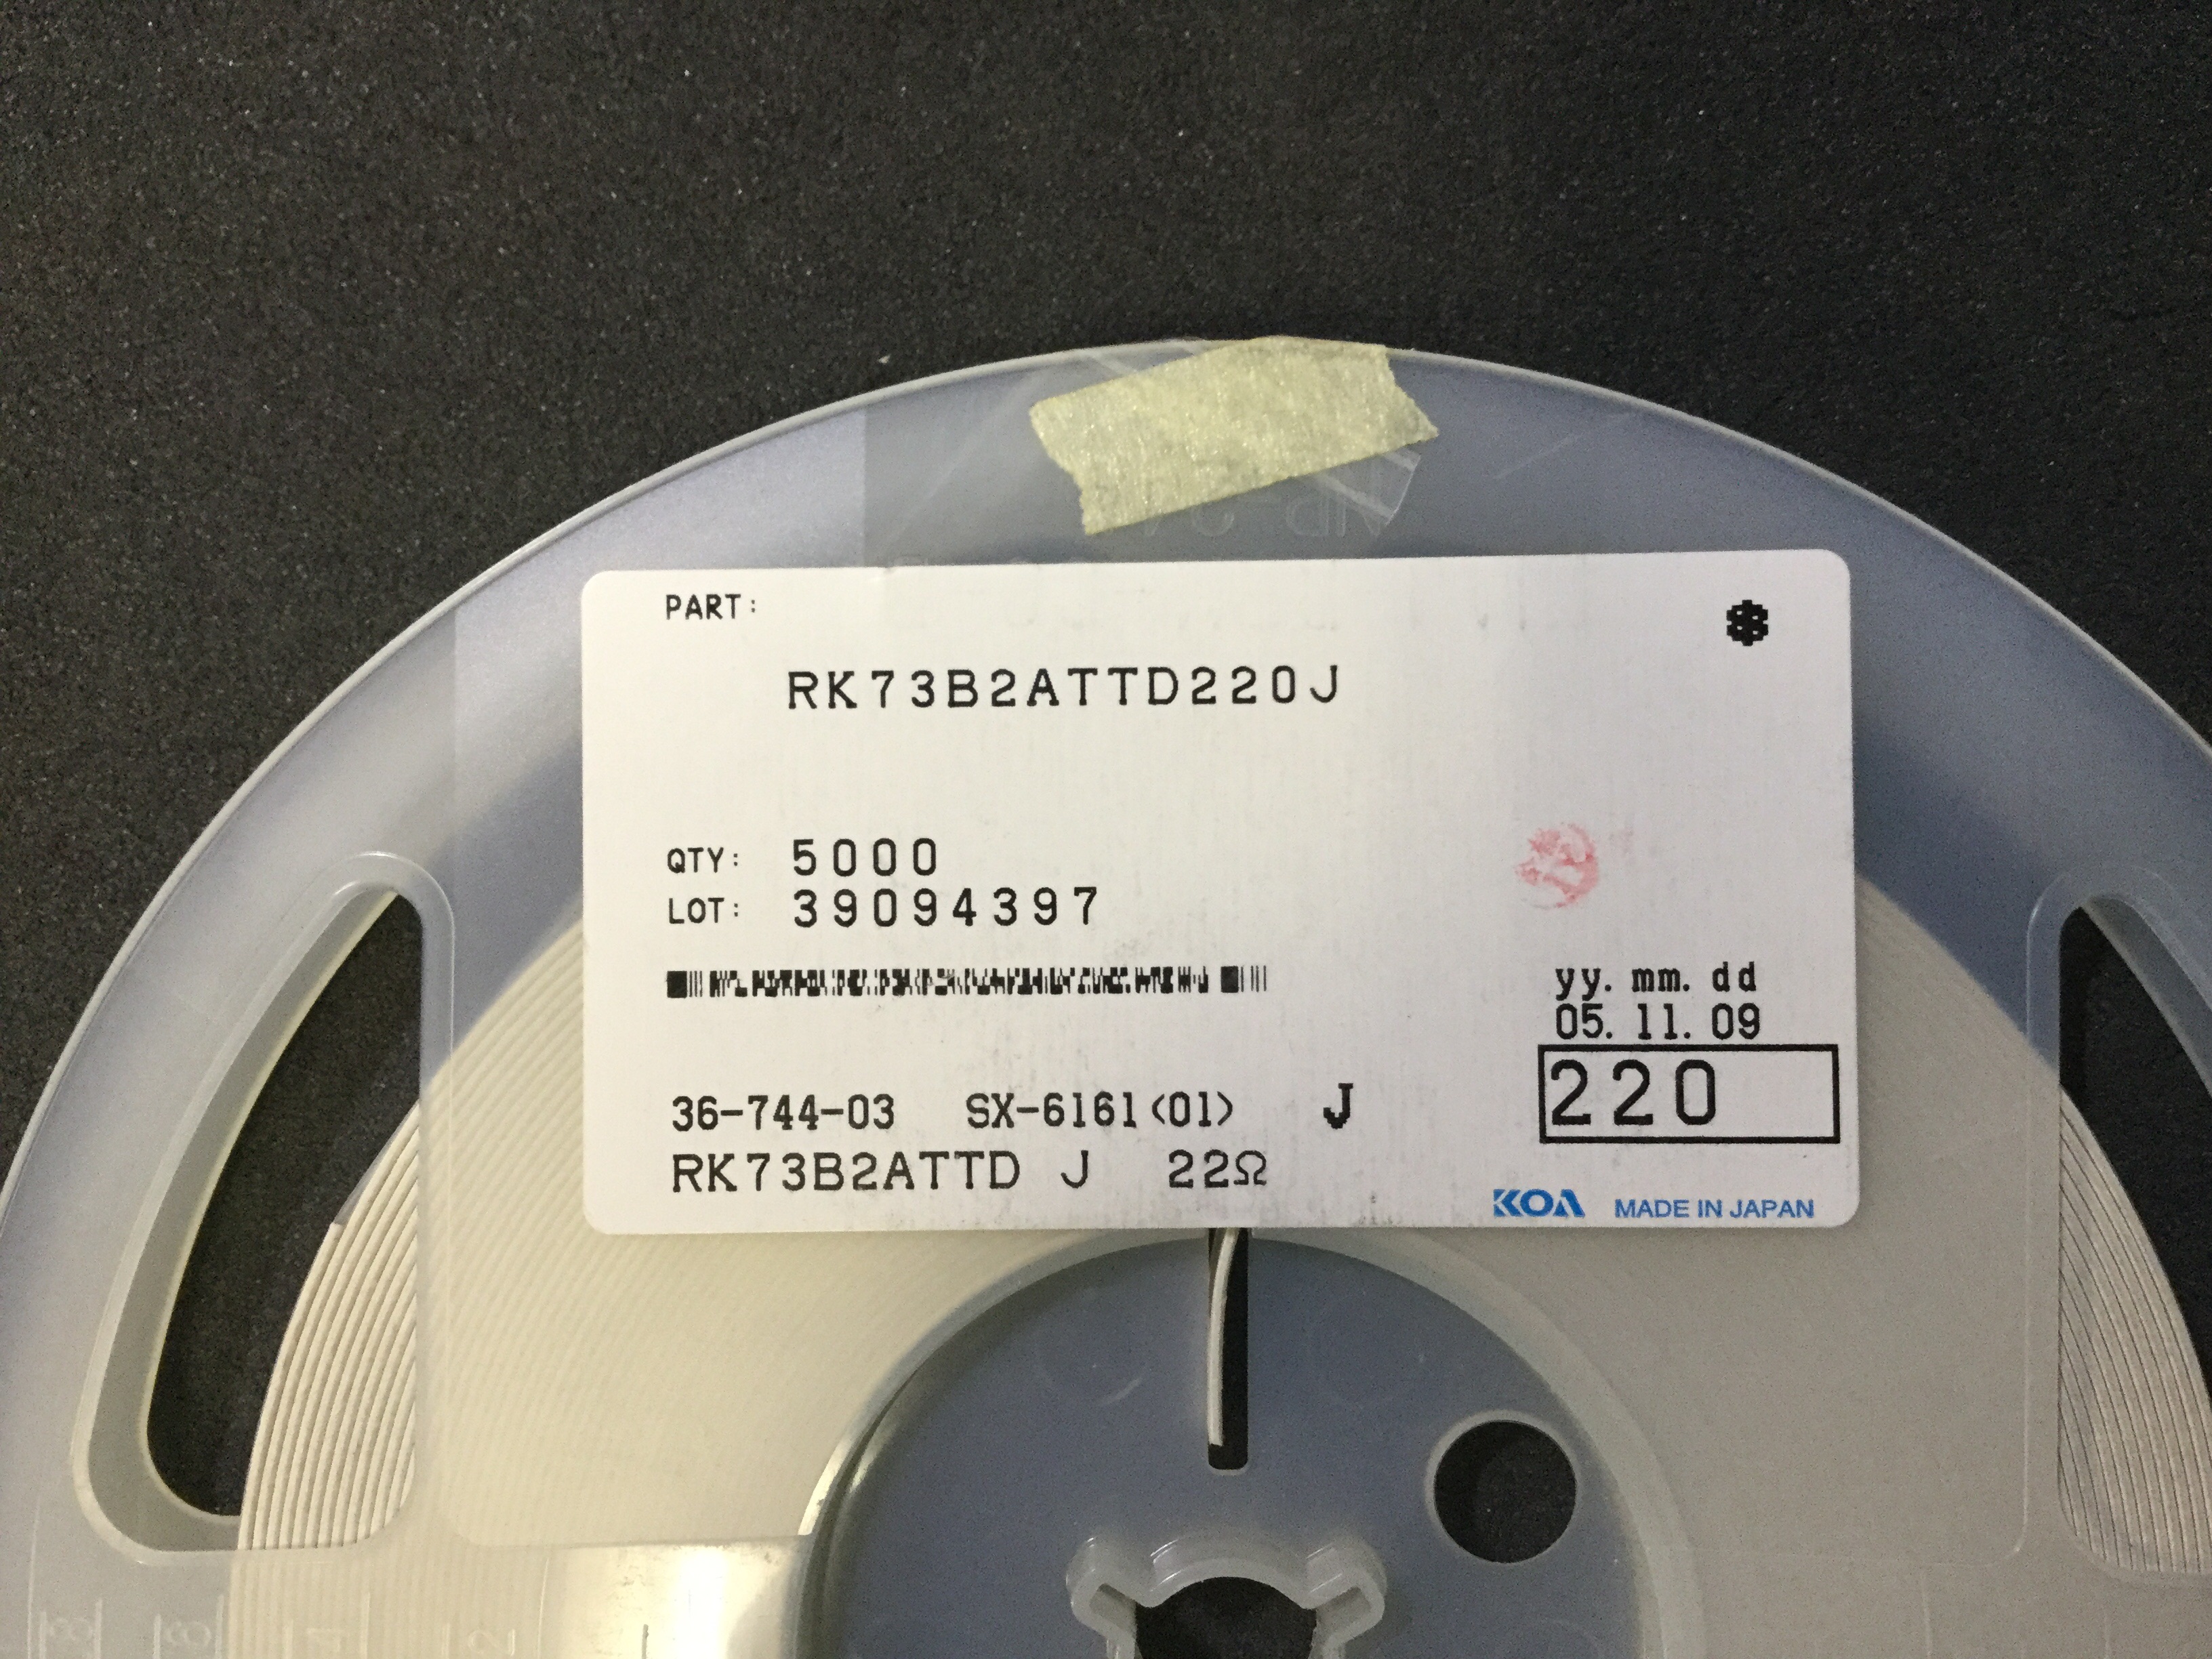 PART:
RK73B2ATTD220J
QTY: 5000
LOT: 39094397
yy. mm. dd
05. 11. 09
220
36-744-03 SX-6161(01) J
RK73B2ATTD J 22Ω
KOA MADE IN JAPAN